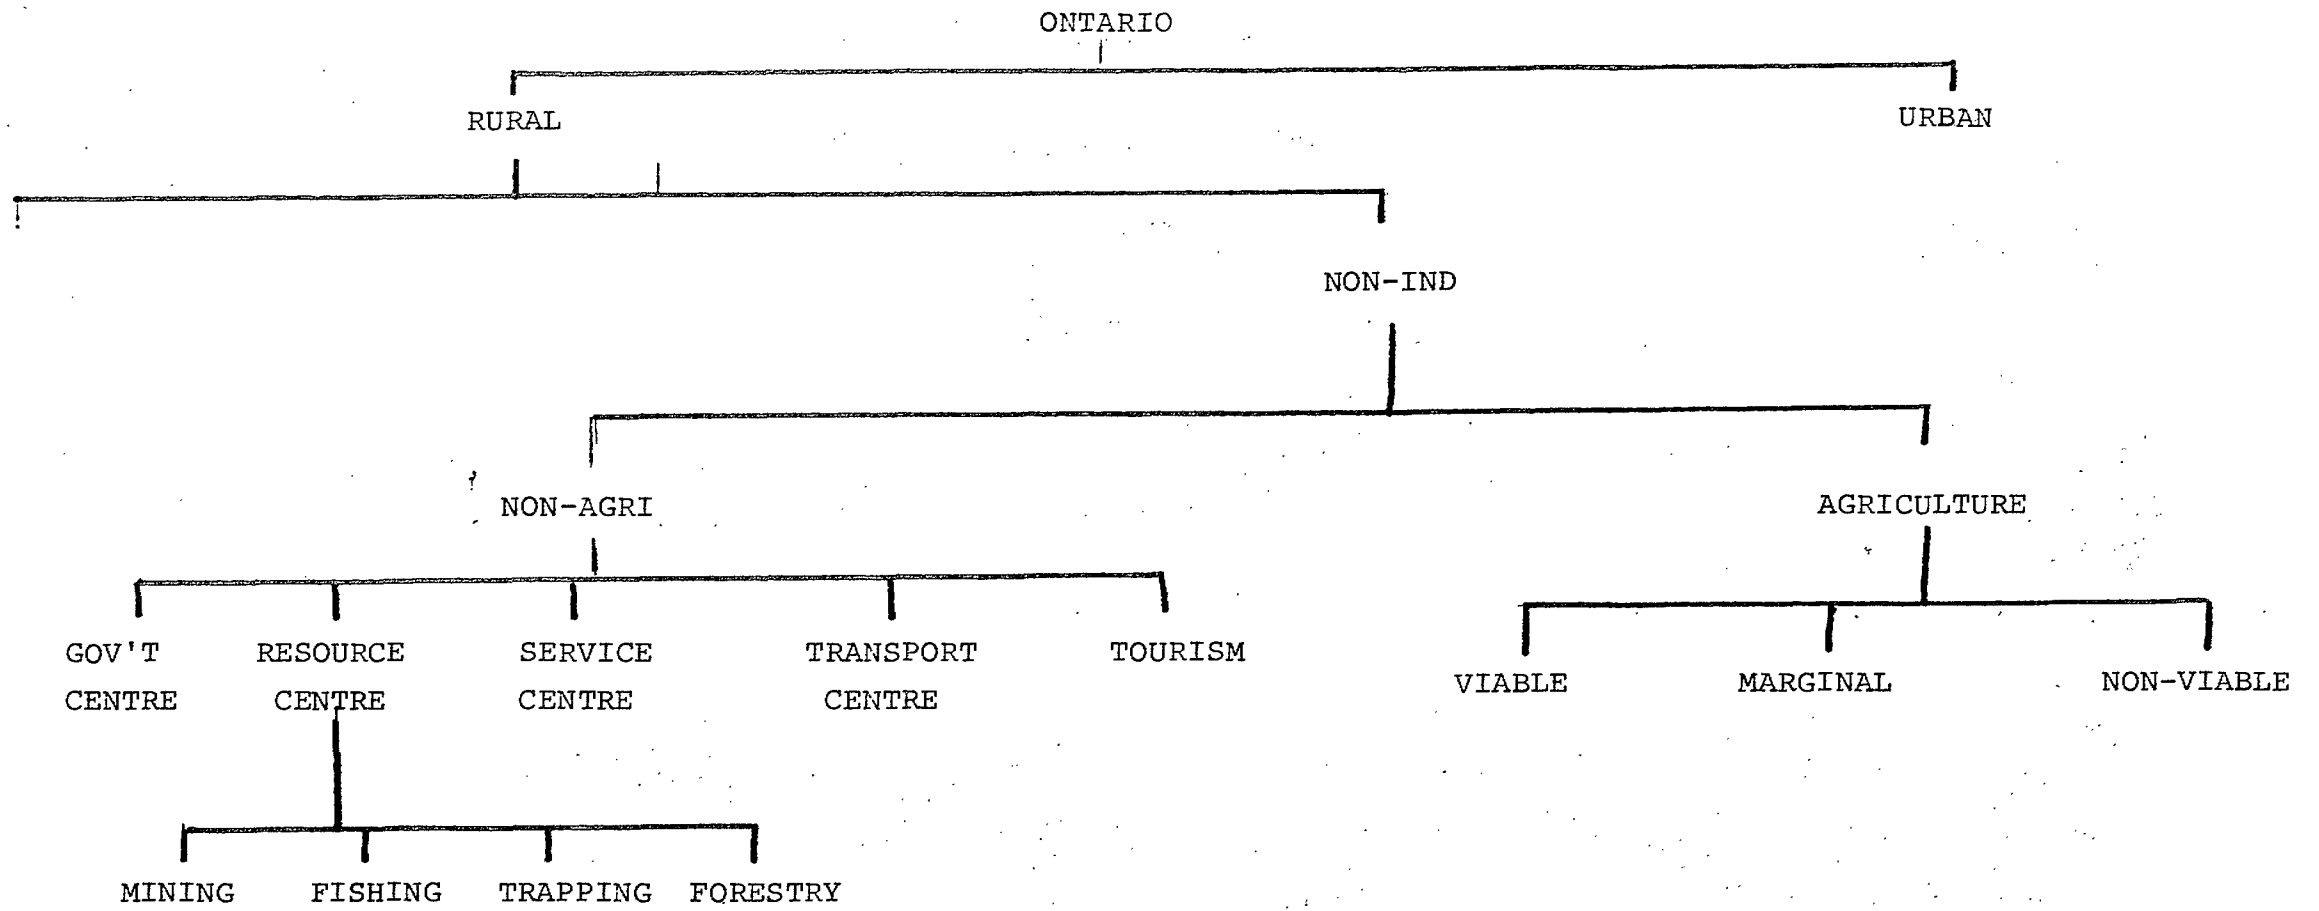 ONTARIO
RURAL URBAN
NON-IND
NON-AGRI AGRICULTURE
GOV'T RESOURCE SERVICE TRANSPORT TOURISM
CENTRE CENTRE CENTRE CENTRE
VIABLE MARGINAL NON-VIABLE
MINING FISHING TRAPPING FORESTRY